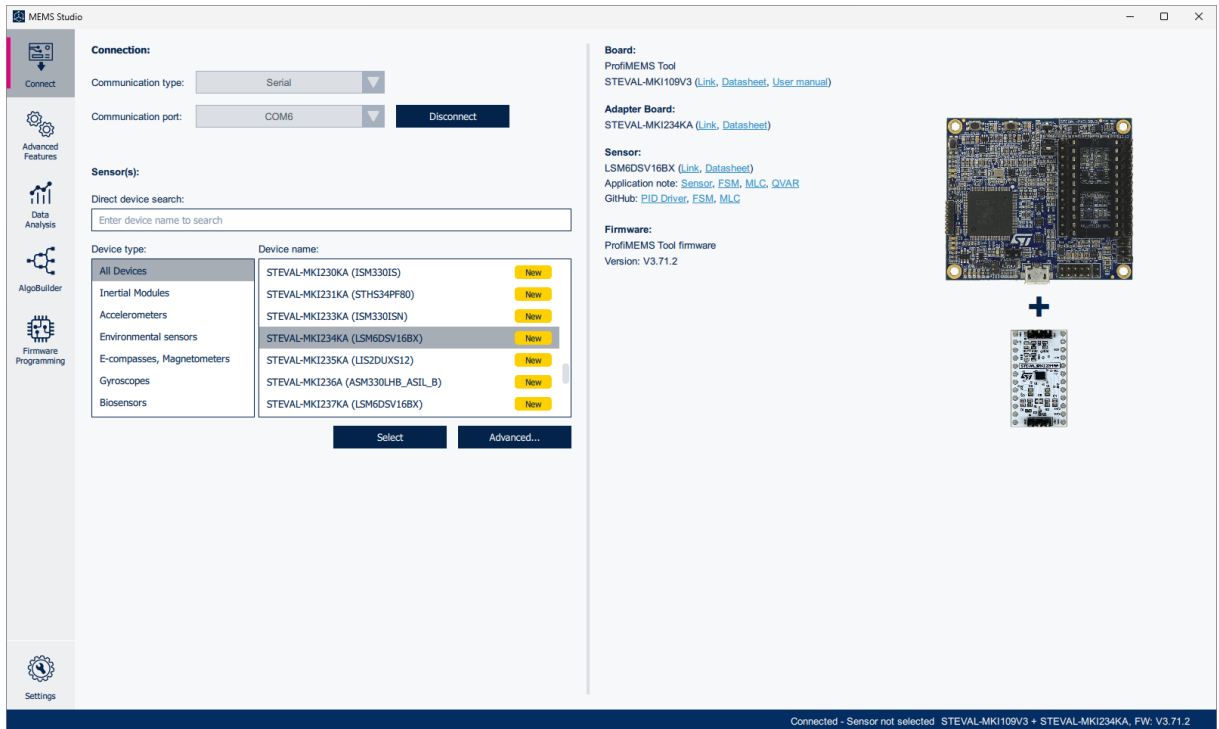 MEMS Studio
Connect
Advanced
Features
Data
Analysis
AlgoBuilder
Firmware
Programming
Settings
Connection:
Communication type: Serial
Communication port: COM6 Disconnect
Sensor(s):
Direct device search:
Enter device name to search
Device type: Device name:
All Devices
Inertial Modules
Accelerometers
Environmental sensors
E-compasses, Magnetometers
Gyroscopes
Biosensors
STEVAL-MKI230KA (ISM330IS) New
STEVAL-MKI231KA (STHS34PF80) New
STEVAL-MKI233KA (ISM330ISN) New
STEVAL-MKI234KA (LSM6DSV16BX) New
STEVAL-MKI235KA (LIS2DUXS12) New
STEVAL-MKI236A (ASM330LHB_ASIL_B) New
STEVAL-MKI237KA (LSM6DSV16BX) New
Select Advanced...
Board:
ProfiMEMS Tool
STEVAL-MKI109V3 (Link, Datasheet, User manual)
Adapter Board:
STEVAL-MKI234KA (Link, Datasheet)
Sensor:
LSM6DSV16BX (Link, Datasheet)
Application note: Sensor, FSM, MLC, QVAR
GitHub: PID Driver, FSM, MLC
Firmware:
ProfiMEMS Tool firmware
Version: V3.71.2
Connected - Sensor not selected STEVAL-MKI109V3 + STEVAL-MKI234KA, FW: V3.71.2